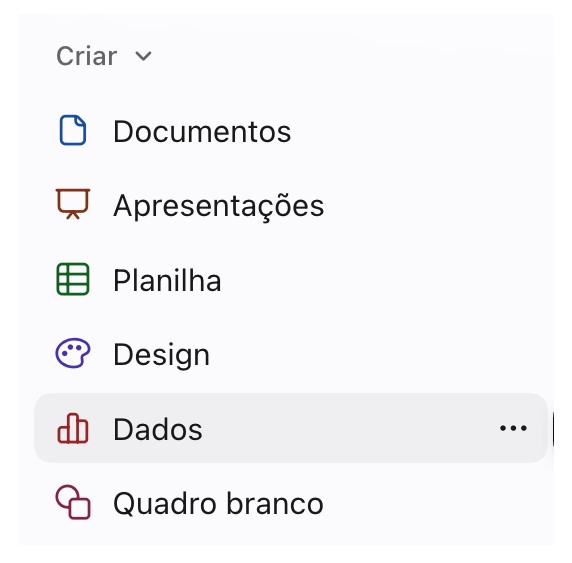 Criar
Documentos
Apresentações
Planilha
Design
Dados
Quadro branco